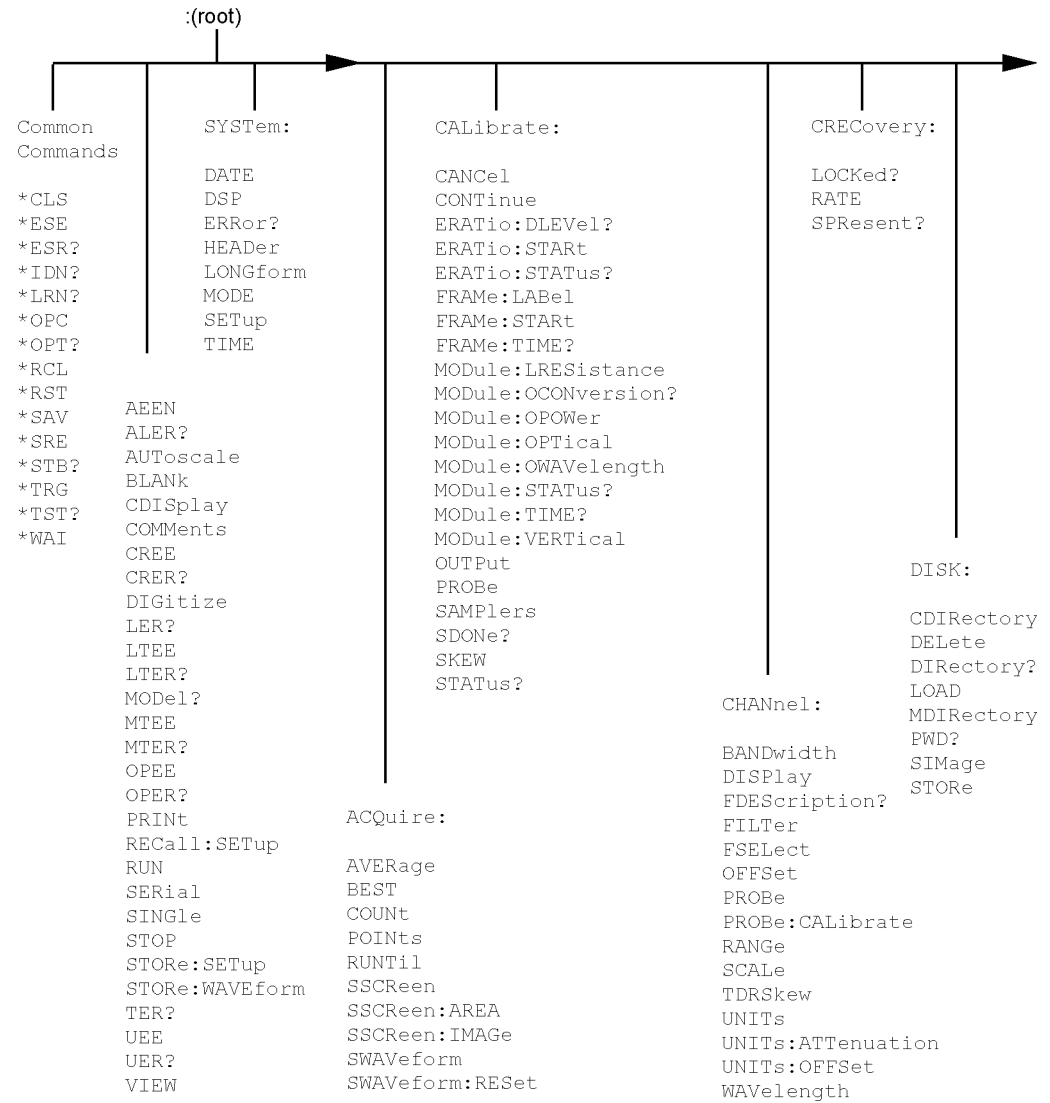 :(root)
Common
Commands
*CLS
*ESE
*ESR?
*IDN?
*LRN?
*OPC
*OPT?
*RCL
*RST
*SAV
*SRE
*STB?
*TRG
*TST?
*WAI
AEEN
ALER?
AUToscale
BLANk
CDISplay
COMMents
CREE
CRER?
DIGitize
LER?
LTEE
LTER?
MODel?
MTEE
MTER?
OPEE
OPER?
PRINt
RECall:SETup
RUN
SERial
SINGle
STOP
STORe:SETup
STORe:WAVEform
TER?
UEE
UER?
VIEW
SYSTem:
DATE
DSP
ERRor?
HEADer
LONGform
MODE
SETup
TIME
ACQuire:
AVERage
BEST
COUNt
POINts
RUNTil
SSCReen
SSCReen:AREA
SSCReen:IMAGe
SWAVeform
SWAVeform:RESet
CALibrate:
CANCel
CONTinue
ERATio:DLEVel?
ERATio:STARt
ERATio:STATus?
FRAMe:LABel
FRAMe:STARt
FRAMe:TIME?
MODule:LRESistance
MODule:OCONversion?
MODule:OPOWer
MODule:OPTical
MODule:OWAVelength
MODule:STATus?
MODule:TIME?
MODule:VERTical
OUTPut
PROBe
SAMPlers
SDONe?
SKEW
STATus?
CHANnel:
BANDwidth
DISPlay
FDEScription?
FILTer
FSELect
OFFSet
PROBe
PROBe:CALibrate
RANGe
SCALe
TDRSkew
UNITs
UNITs:ATTenuation
UNITs:OFFSet
WAVelength
CRECovery:
LOCKed?
RATE
SPResent?
DISK:
CDIRectory
DELete
DIRectory?
LOAD
MDIRectory
PWD?
SIMage
STORe